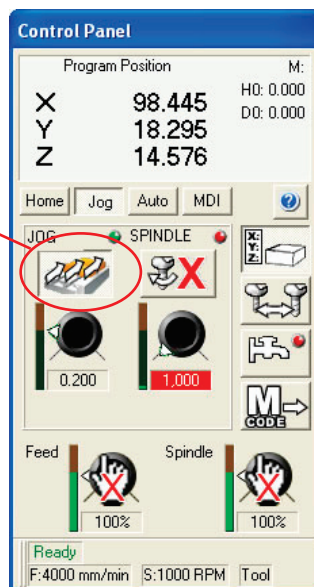 Control Panel
Program Position M:
X 98.445 H0: 0.000
Y 18.295 D0: 0.000
Z 14.576
Home Jog Auto MDI ?
JOG SPINDLE X: Y: Z:
0.200 1,000
M CODE
Feed Spindle
100% 100%
Ready
F:4000 mm/min S:1000 RPM Tool